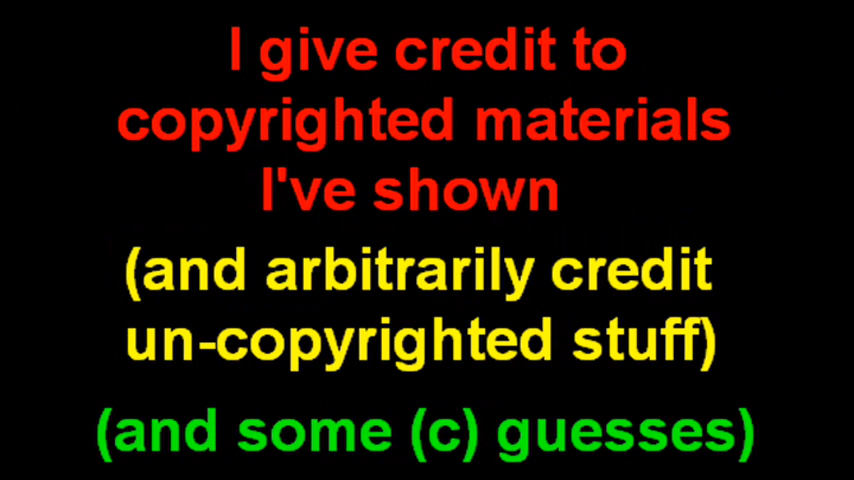 I give credit to
copyrighted materials
I've shown
(and arbitrarily credit
un-copyrighted stuff)
(and some (c) guesses)